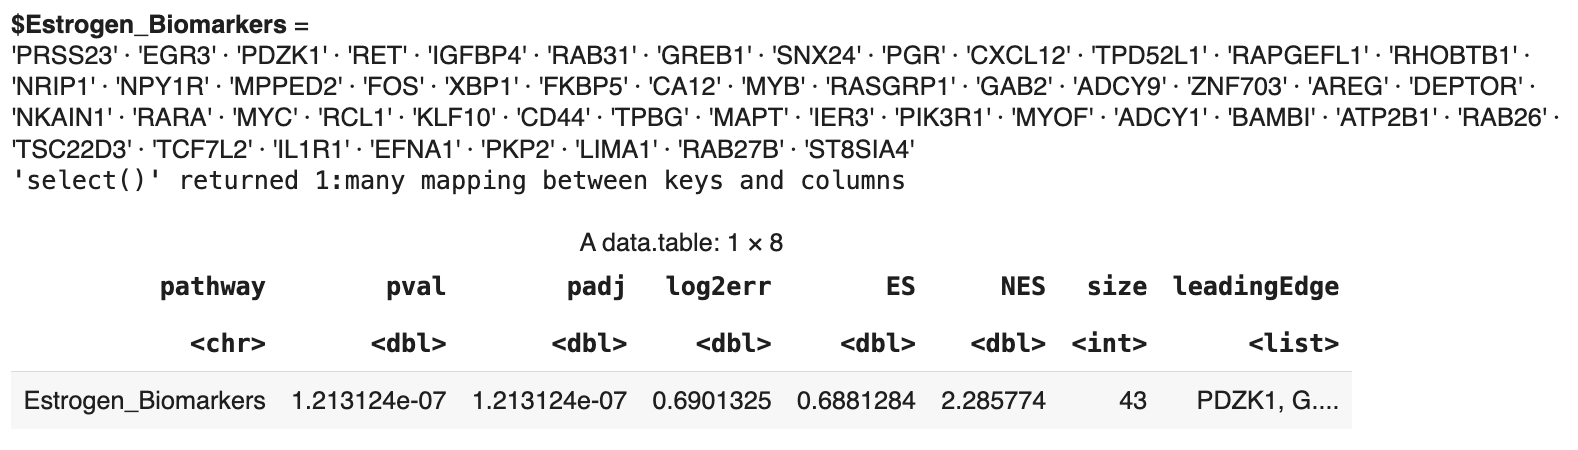 $Estrogen_Biomarkers =
'PRSS23' · 'EGR3' · 'PDZK1' · 'RET' · 'IGFBP4' · 'RAB31' · 'GREB1' · 'SNX24' · 'PGR' · 'CXCL12' · 'TPD52L1' · 'RAPGEFL1' · 'RHOBTB1' ·
'NRIP1' · 'NPY1R' · 'MPPED2' · 'FOS' · 'XBP1' · 'FKBP5' · 'CA12' · 'MYB' · 'RASGRP1' · 'GAB2' · 'ADCY9' · 'ZNF703' · 'AREG' · 'DEPTOR' ·
'NKAIN1' · 'RARA' · 'MYC' · 'RCL1' · 'KLF10' · 'CD44' · 'TPBG' · 'MAPT' · 'IER3' · 'PIK3R1' · 'MYOF' · 'ADCY1' · 'BAMBI' · 'ATP2B1' · 'RAB26' ·
'TSC22D3' · 'TCF7L2' · 'IL1R1' · 'EFNA1' · 'PKP2' · 'LIMA1' · 'RAB27B' · 'ST8SIA4'
'select()' returned 1:many mapping between keys and columns
A data.table: 1 × 8
pathway pval padj log2err ES NES size leadingEdge
<chr> <dbl> <dbl> <dbl> <dbl> <dbl> <int> <list>
Estrogen_Biomarkers 1.213124e-07 1.213124e-07 0.6901325 0.6881284 2.285774 43 PDZK1, G....